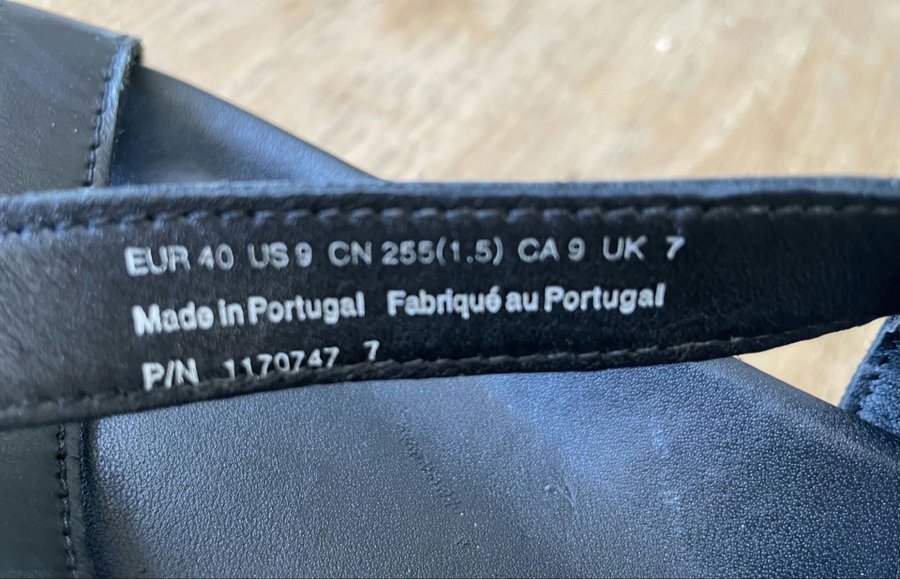 EUR 40 US 9 CN 255(1.5) CA 9 UK 7
Made in Portugal Fabriqué au Portugal
P/N 1170747 7